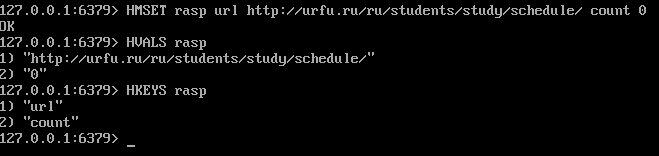 127.0.0.1:6379> HMSET rasp url http://urfu.ru/ru/students/study/schedule/ count 0
OK
127.0.0.1:6379> HVALS rasp
1) "http://urfu.ru/ru/students/study/schedule/"
2) "0"
127.0.0.1:6379> HKEYS rasp
1) "url"
2) "count"
127.0.0.1:6379> _